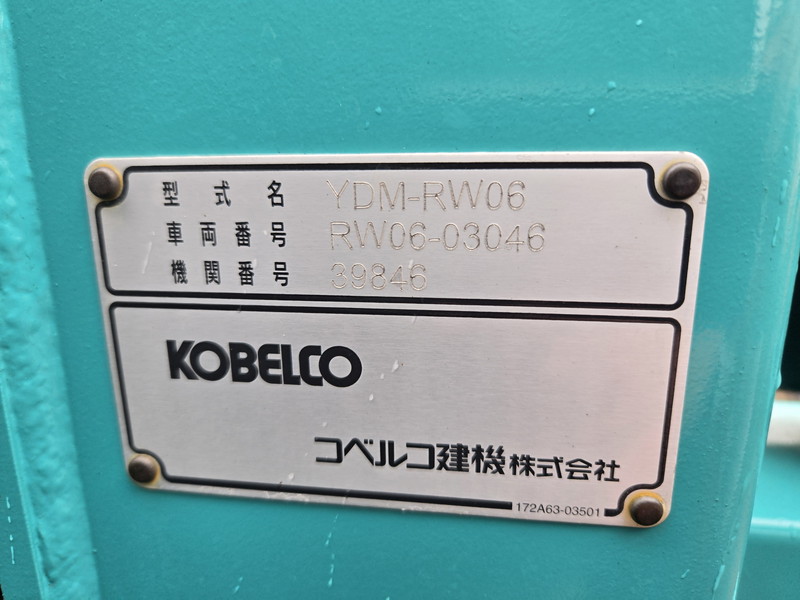 型式名 YDM-RW06
車両番号 RW06-03046
機関番号 39846
KOBELCO
コベルコ建機株式会社
172A63-03501